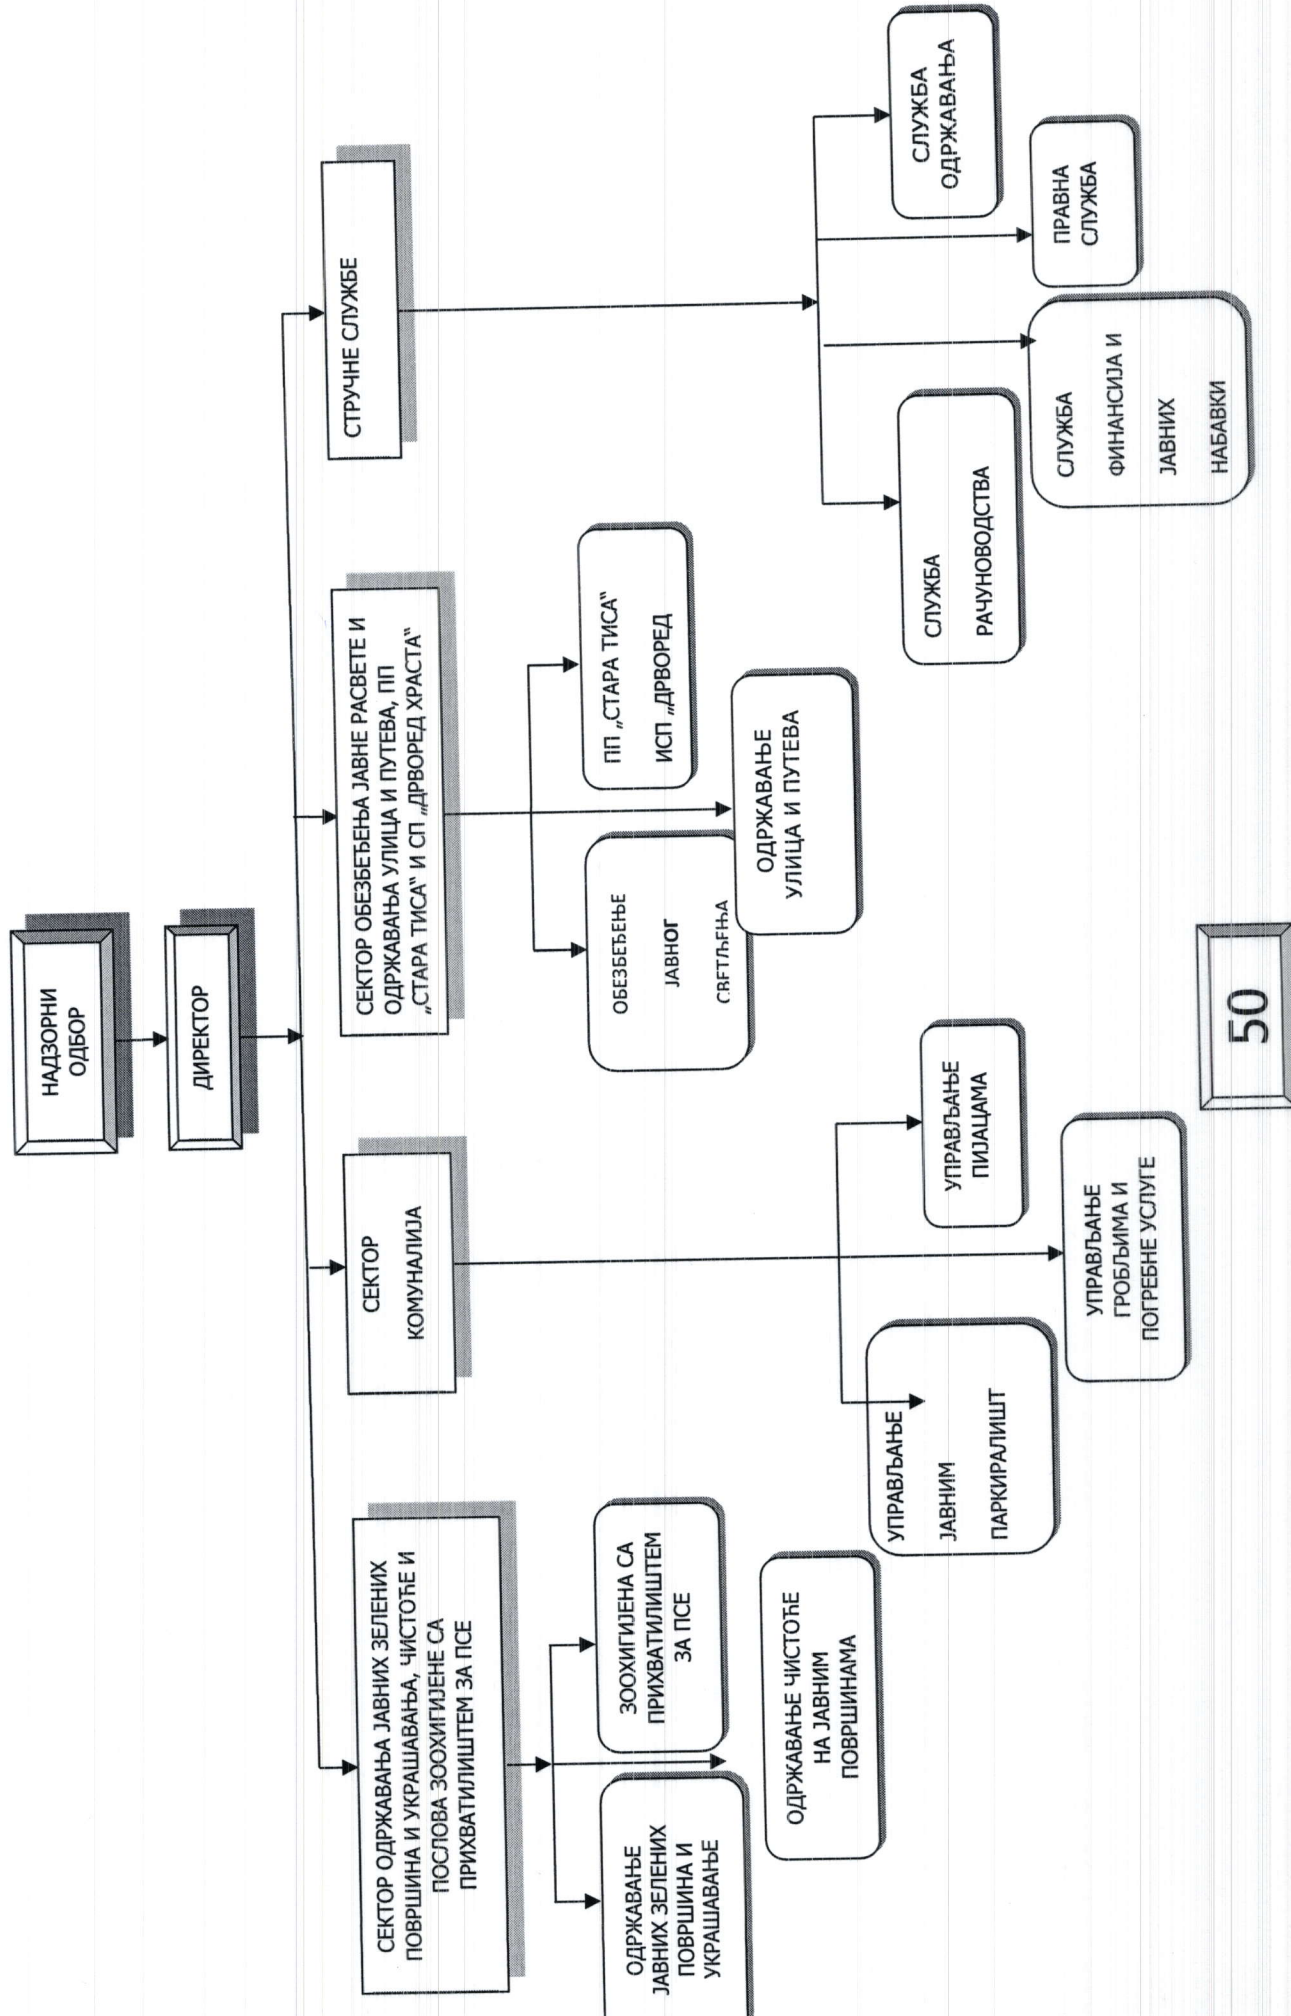 НАДЗОРНИ
ОДБОР
ДИРЕКТОР
СЕКТОР ОДРЖАВАЊА ЈАВНИХ ЗЕЛЕНИХ
ПОВРШИНА И УКРАШАВАЊА, ЧИСТОЋЕ И
ПОСЛОВА ЗООХИГИЈЕНЕ СА
ПРИХВАТИЛИШТЕМ ЗА ПСЕ
СЕКТОР
КОМУНАЛИЈА
СЕКТОР ОБЕЗБЕЂЕЊА ЈАВНЕ РАСВЕТЕ И
ОДРЖАВАЊА УЛИЦА И ПУТЕВА, ПП
„СТАРА ТИСА“ И СП „ДРВОРЕД ХРАСТА“
СТРУЧНЕ СЛУЖБЕ
ОДРЖАВАЊЕ
ЈАВНИХ ЗЕЛЕНИХ
ПОВРШИНА И
УКРАШАВАЊЕ
ЗООХИГИЈЕНА СА
ПРИХВАТИЛИШТЕМ
ЗА ПСЕ
ОДРЖАВАЊЕ ЧИСТОЋЕ
НА ЈАВНИМ
ПОВРШИНАМА
УПРАВЉАЊЕ
ЈАВНИМ
ПАРКИРАЛИШТ
УПРАВЉАЊЕ
ПИЈАЦАМА
УПРАВЉАЊЕ
ГРОБЉИМА И
ПОГРЕБНЕ УСЛУГЕ
ОБЕЗБЕЂЕЊЕ
ЈАВНОГ
СВЕТЉЕЊА
ПП „СТАРА ТИСА“
ИСП „ДРВОРЕД
ОДРЖАВАЊЕ
УЛИЦА И ПУТЕВА
СЛУЖБА
РАЧУНОВОДСТВА
СЛУЖБА
ФИНАНСИЈА И
ЈАВНИХ
НАБАВКИ
ПРАВНА
СЛУЖБА
СЛУЖБА
ОДРЖАВАЊА
50